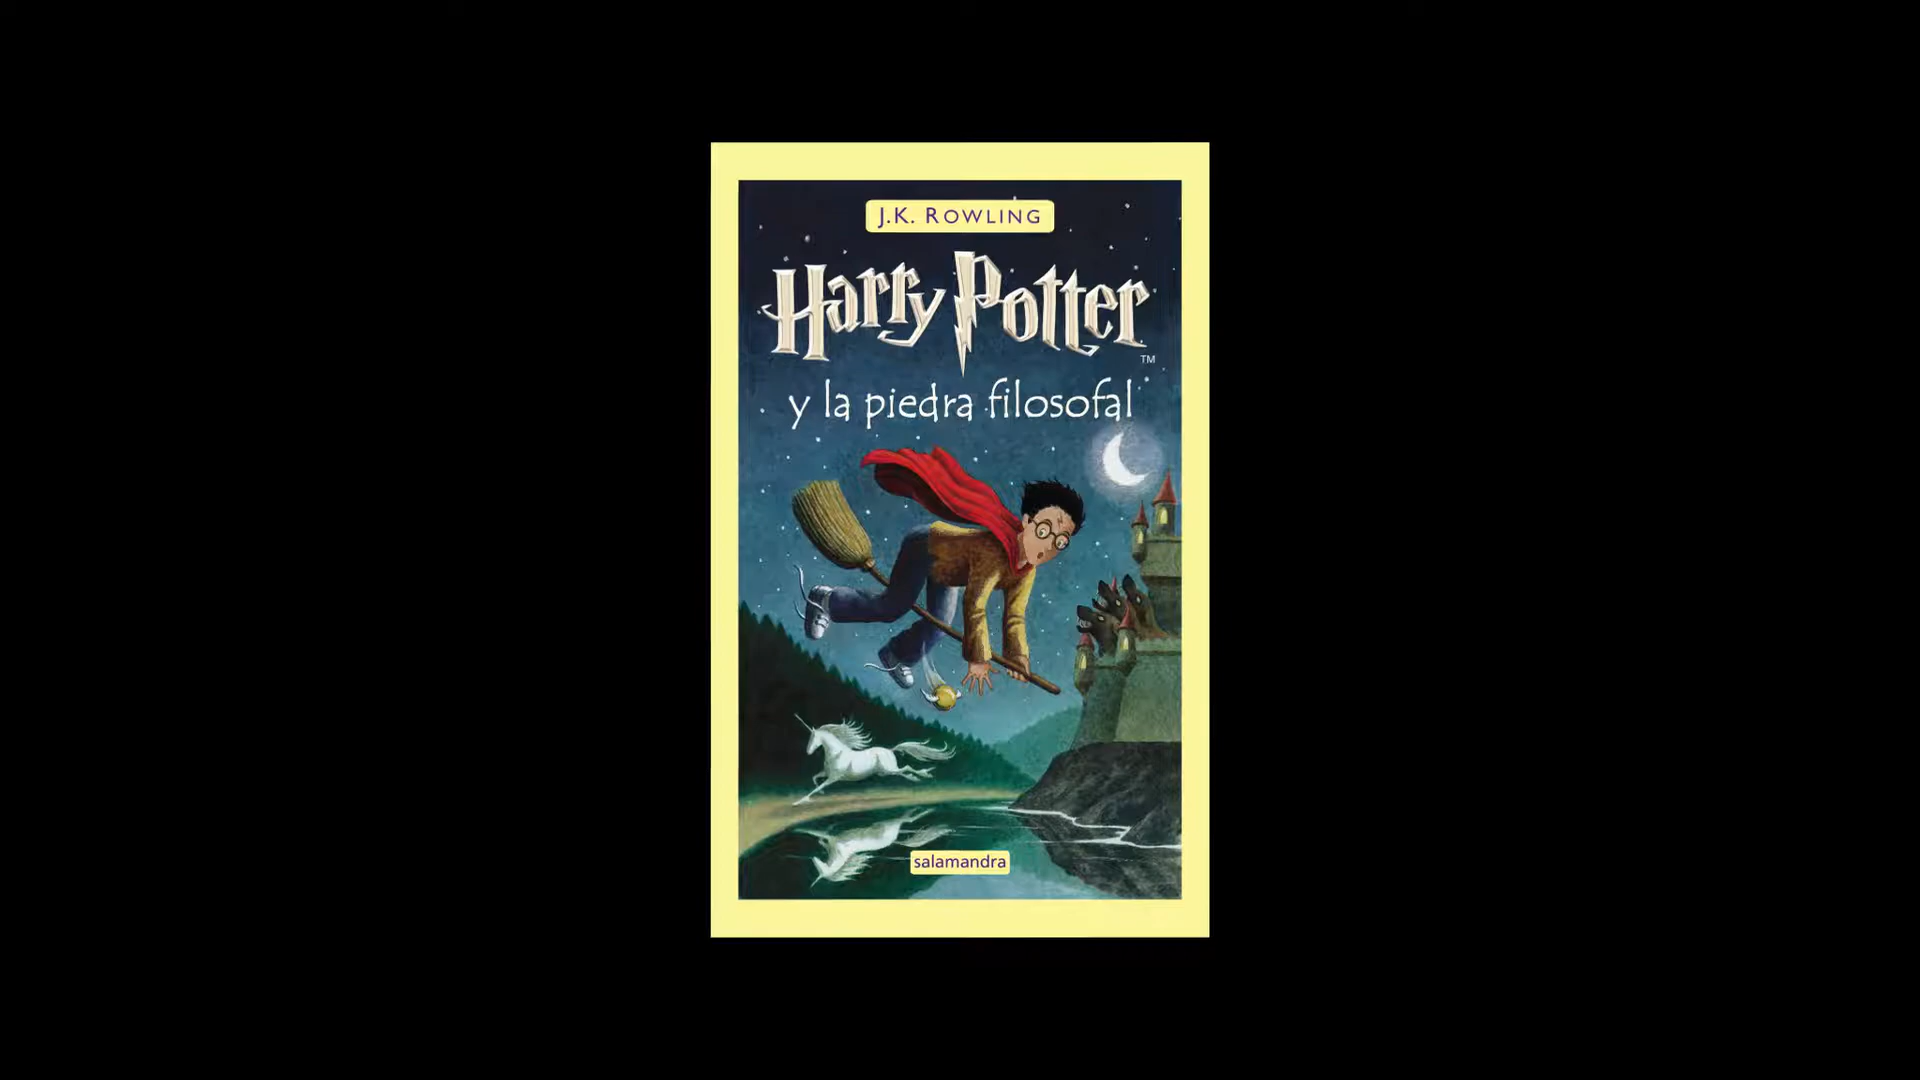 J.K. ROWLING
Harry Potter
TM
y la piedra filosofal
salamandra